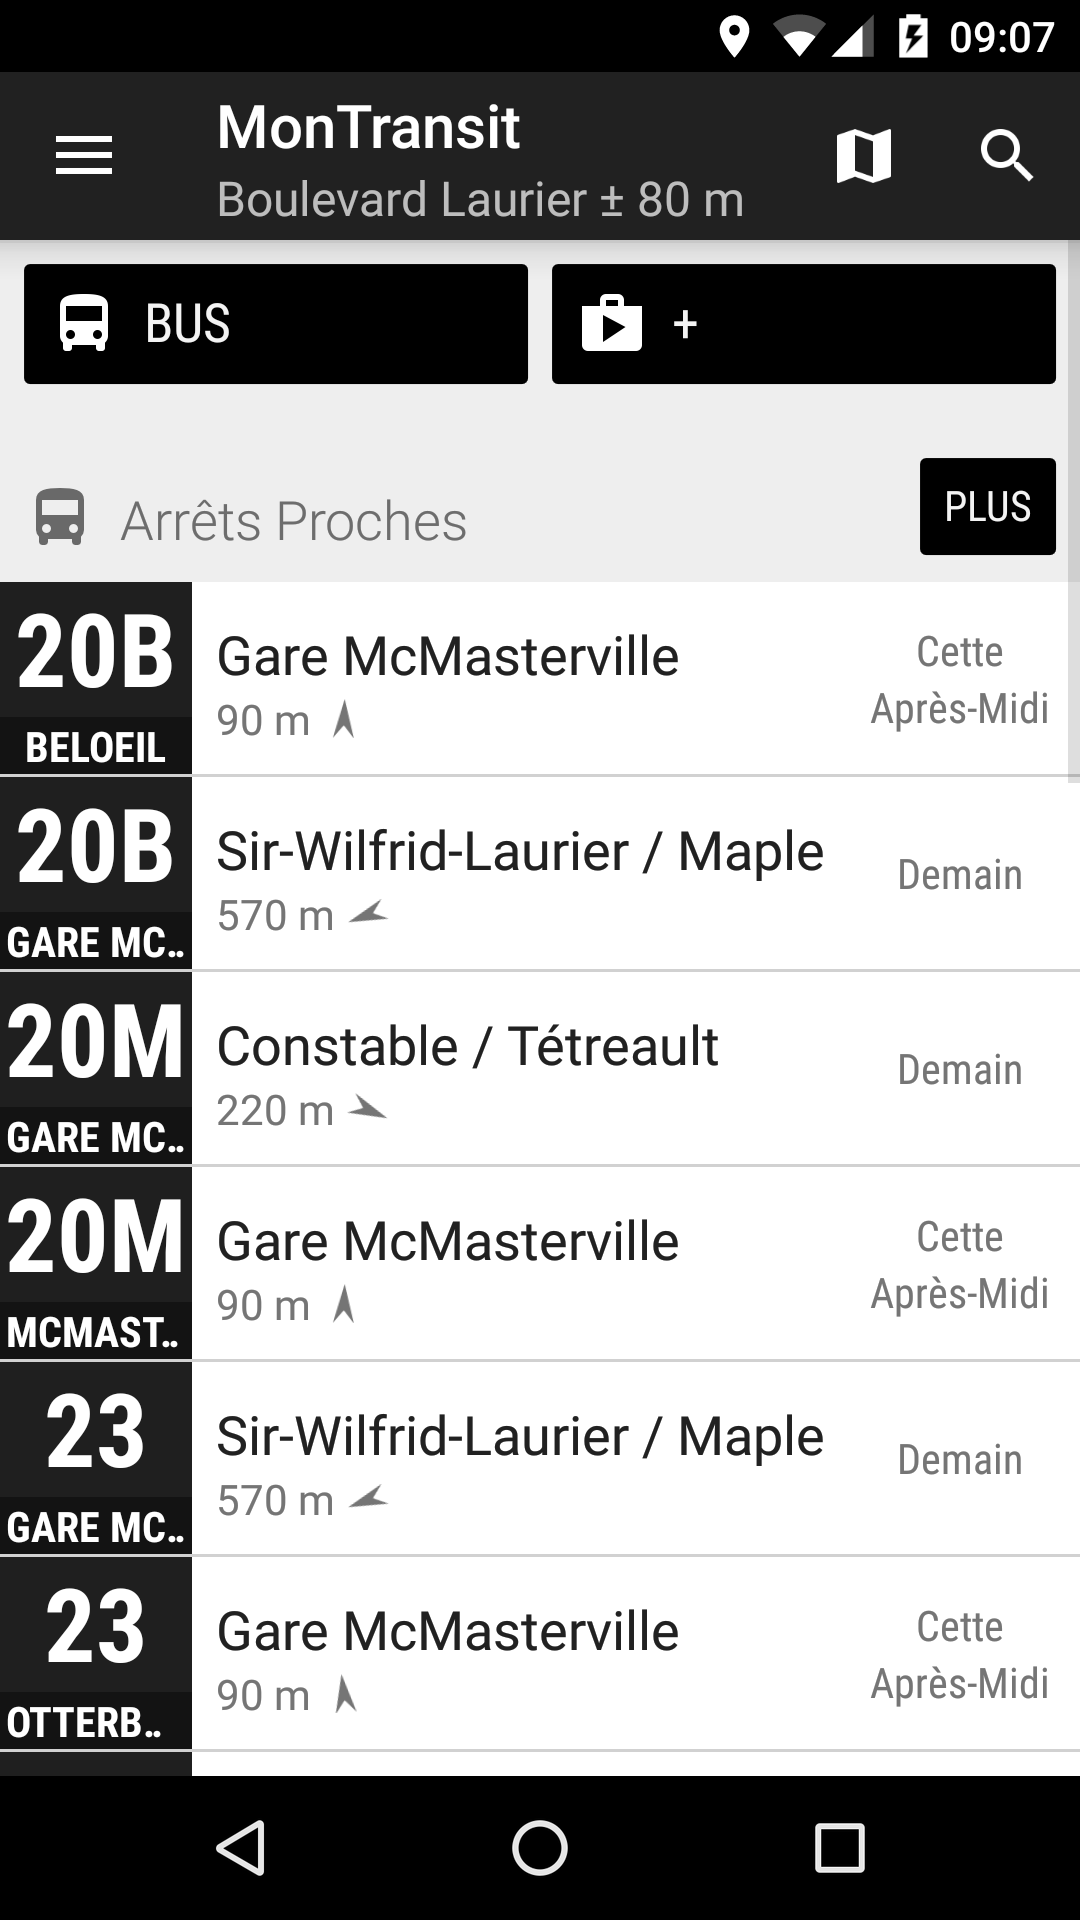 09:07
MonTransit
Boulevard Laurier ± 80 m
BUS
+
Arrêts Proches
PLUS
20B
BELOEIL
Gare McMasterville
90 m
Cette
Après-Midi
20B
GARE MC..
Sir-Wilfrid-Laurier / Maple
570 m
Demain
20M
GARE MC..
Constable / Tétreault
220 m
Demain
20M
MCMAST..
Gare McMasterville
90 m
Cette
Après-Midi
23
GARE MC..
Sir-Wilfrid-Laurier / Maple
570 m
Demain
23
OTTERB..
Gare McMasterville
90 m
Cette
Après-Midi